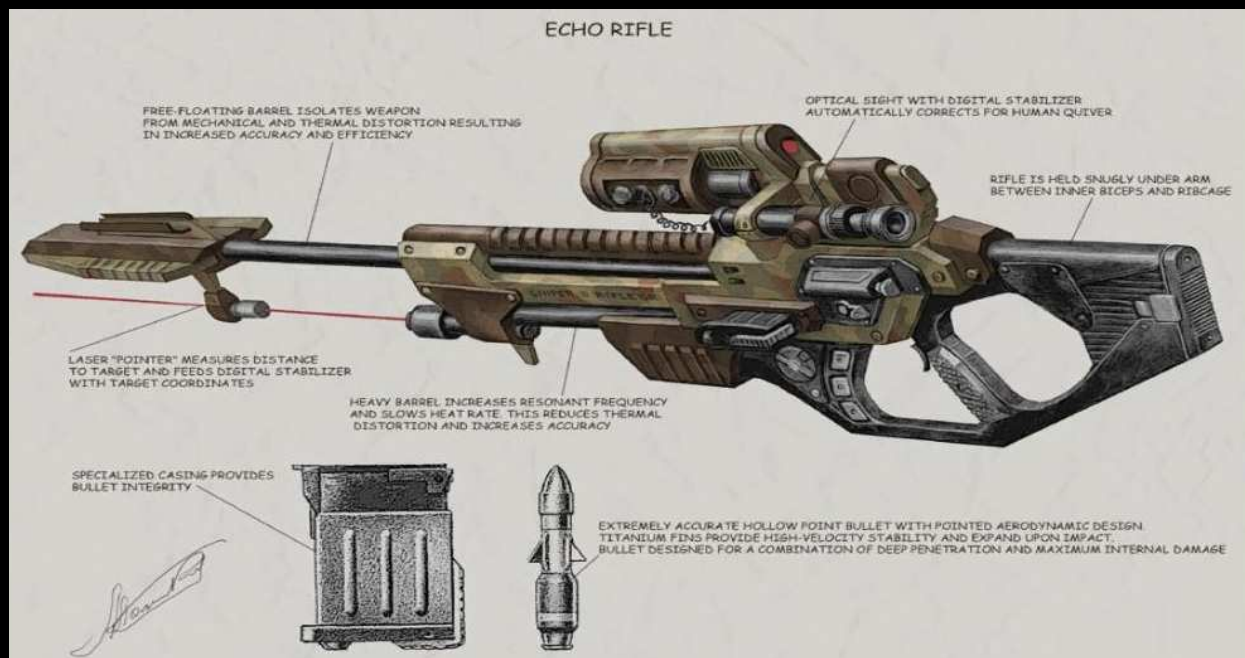 ECHO RIFLE
FREE-FLOATING BARREL ISOLATES WEAPON
FROM MECHANICAL AND THERMAL DISTORTION RESULTING
IN INCREASED ACCURACY AND EFFICIENCY
OPTICAL SIGHT WITH DIGITAL STABILIZER
AUTOMATICALLY CORRECTS FOR HUMAN QUIVER
RIFLE IS HELD SNUGLY UNDER ARM
BETWEEN INNER BICEPS AND RIBCAGE
LASER "POINTER" MEASURES DISTANCE
TO TARGET AND FEEDS DIGITAL STABILIZER
WITH TARGET COORDINATES
HEAVY BARREL INCREASES RESONANT FREQUENCY
AND SLOWS HEAT RATE. THIS REDUCES THERMAL
DISTORTION AND INCREASES ACCURACY
SPECIALIZED CASING PROVIDES
BULLET INTEGRITY
EXTREMELY ACCURATE HOLLOW POINT BULLET WITH POINTED AERODYNAMIC DESIGN.
TITANIUM FINS PROVIDE HIGH-VELOCITY STABILITY AND EXPAND UPON IMPACT.
BULLET DESIGNED FOR A COMBINATION OF DEEP PENETRATION AND MAXIMUM INTERNAL DAMAGE